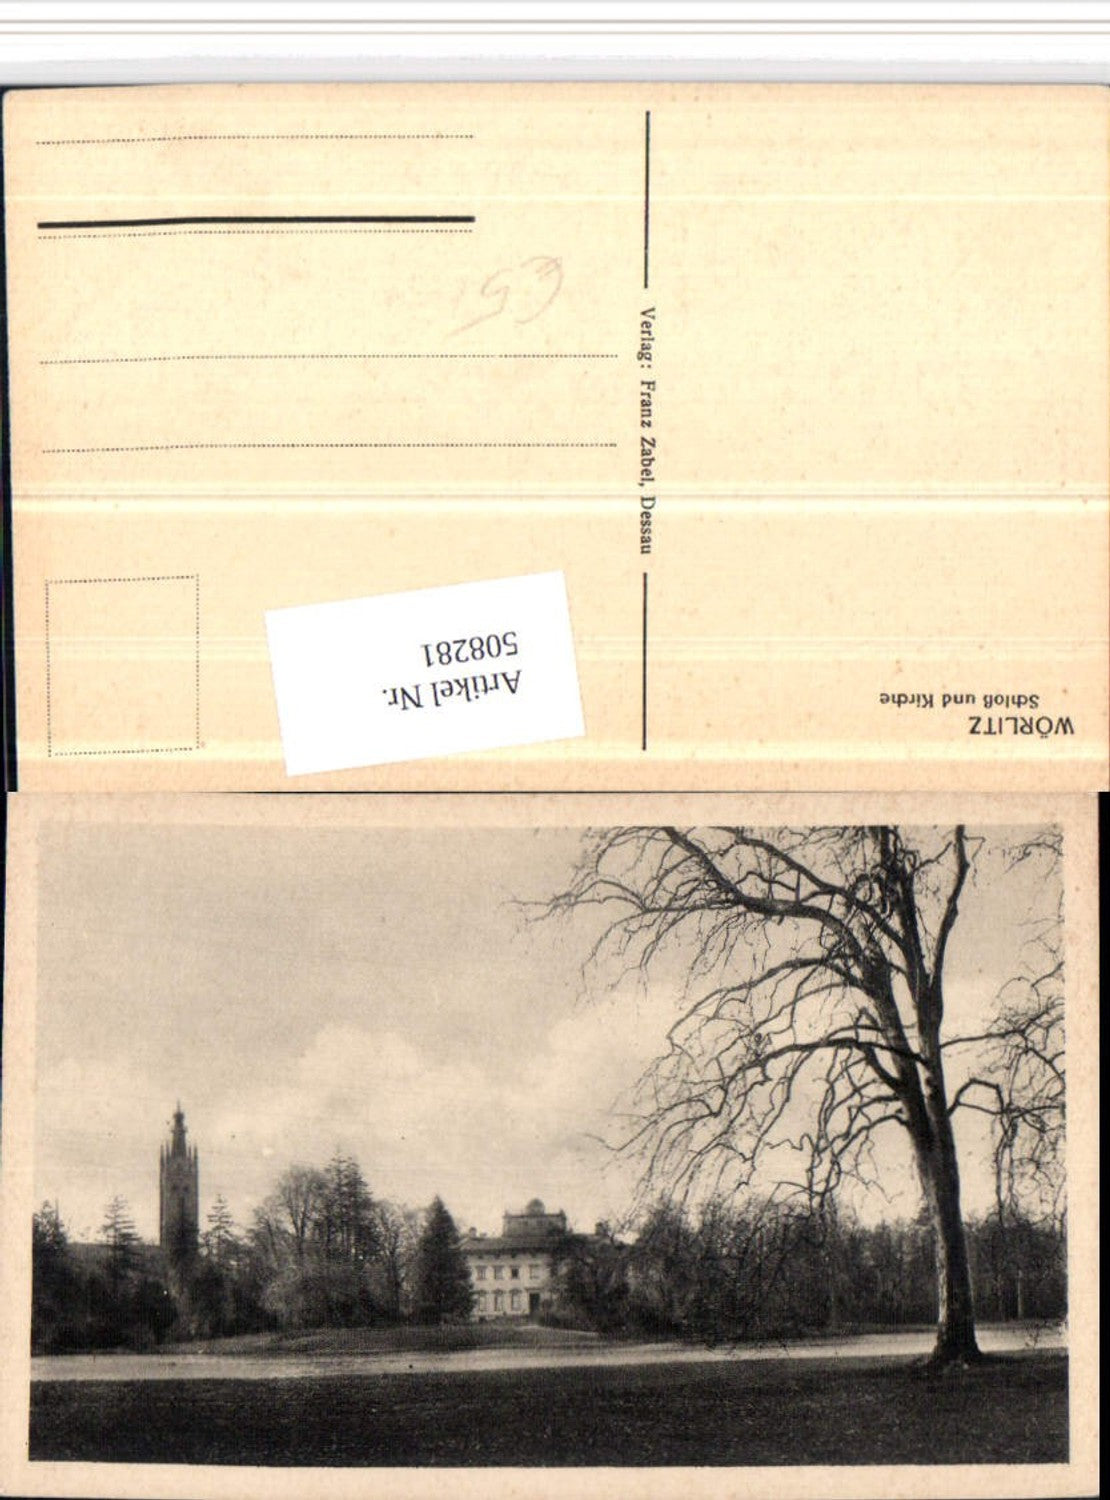 WÖRLITZ
Schloß und Kirche
Verlag: Franz Zabel, Dessau
Artikel Nr.
508281